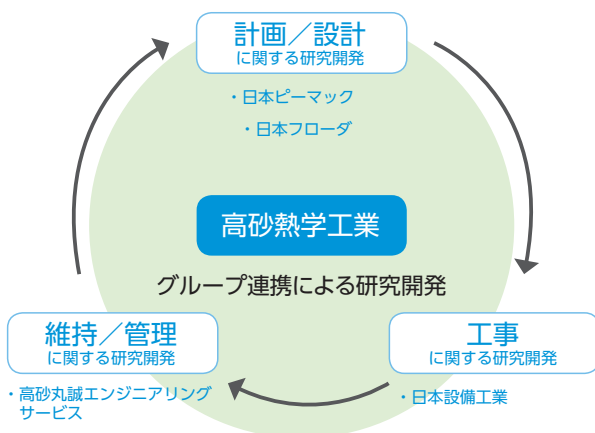 計画／設計
に関する研究開発
・日本ピーマック
・日本フローダ
高砂熱学工業
グループ連携による研究開発
維持／管理
に関する研究開発
・高砂丸誠エンジニアリング
サービス
工事
に関する研究開発
・日本設備工業